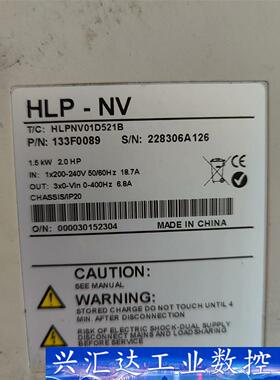 HLP - NV
T/C: HLPNV01D521B
P/N: 133F0089 S/N: 228306A126
1.5 kW 2.0 HP
IN: 1x200-240V 50/60Hz 18.7A
OUT: 3x0-Vin 0-400Hz 6.8A
CHASSIS/IP20
O/N: 000030152304 MADE IN CHINA
CAUTION:
SEE MANUAL
WARNING:
STORED CHARGE DO NOT TOUCH UNTIL 4
MIN. AFTER DISCONNECTION
RISK OF ELECTRIC SHOCK-DUAL SUPPLY
DISCONNECT MAINS AND LOADSHARING
BEFORE SERVICE
兴汇达工业数控